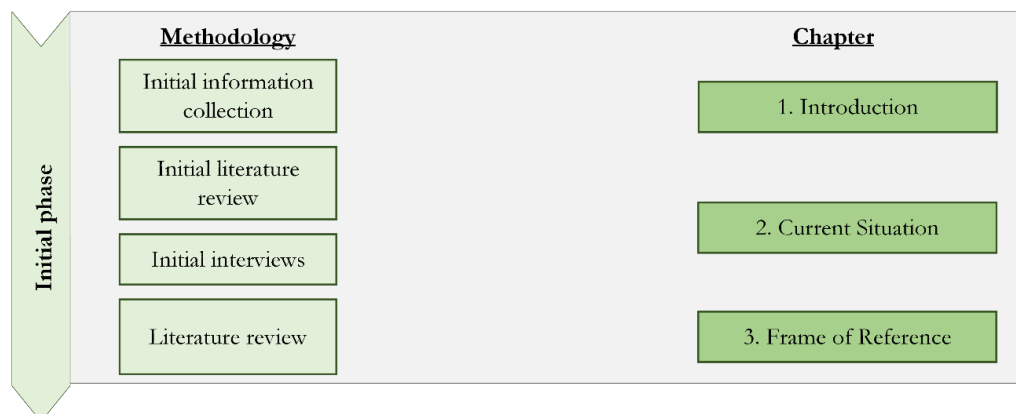 Methodology
Chapter
Initial phase
Initial information
collection
Initial literature
review
Initial interviews
Literature review
1. Introduction
2. Current Situation
3. Frame of Reference